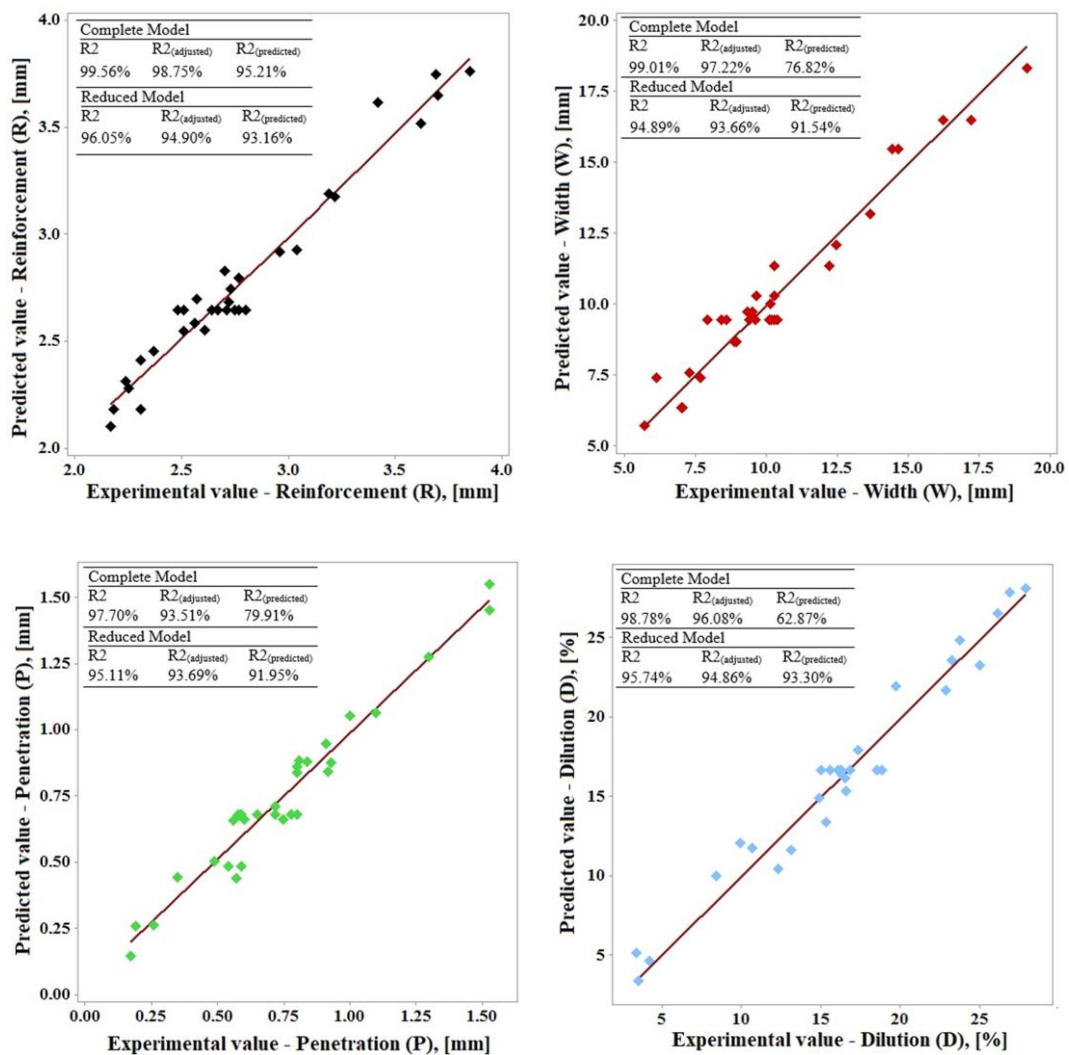 Complete Model
R2 R2(adjusted) R2(predicted)
99.56% 98.75% 95.21%
Reduced Model
R2 R2(adjusted) R2(predicted)
96.05% 94.90% 93.16%
4.0
3.5
3.0
2.5
2.0
2.0 2.5 3.0 3.5 4.0
Predicted value - Reinforcement (R), [mm]
Experimental value - Reinforcement (R), [mm]
Complete Model
R2 R2(adjusted) R2(predicted)
99.01% 97.22% 76.82%
Reduced Model
R2 R2(adjusted) R2(predicted)
94.89% 93.66% 91.54%
20.0
17.5
15.0
12.5
10.0
7.5
5.0
5.0 7.5 10.0 12.5 15.0 17.5 20.0
Predicted value - Width (W), [mm]
Experimental value - Width (W), [mm]
Complete Model
R2 R2(adjusted) R2(predicted)
97.70% 93.51% 79.91%
Reduced Model
R2 R2(adjusted) R2(predicted)
95.11% 93.69% 91.95%
1.50
1.25
1.00
0.75
0.50
0.25
0.00
0.00 0.25 0.50 0.75 1.00 1.25 1.50
Predicted value - Penetration (P), [mm]
Experimental value - Penetration (P), [mm]
Complete Model
R2 R2(adjusted) R2(predicted)
98.78% 96.08% 62.87%
Reduced Model
R2 R2(adjusted) R2(predicted)
95.74% 94.86% 93.30%
25
20
15
10
5
5 10 15 20 25
Predicted value - Dilution (D), [%]
Experimental value - Dilution (D), [%]